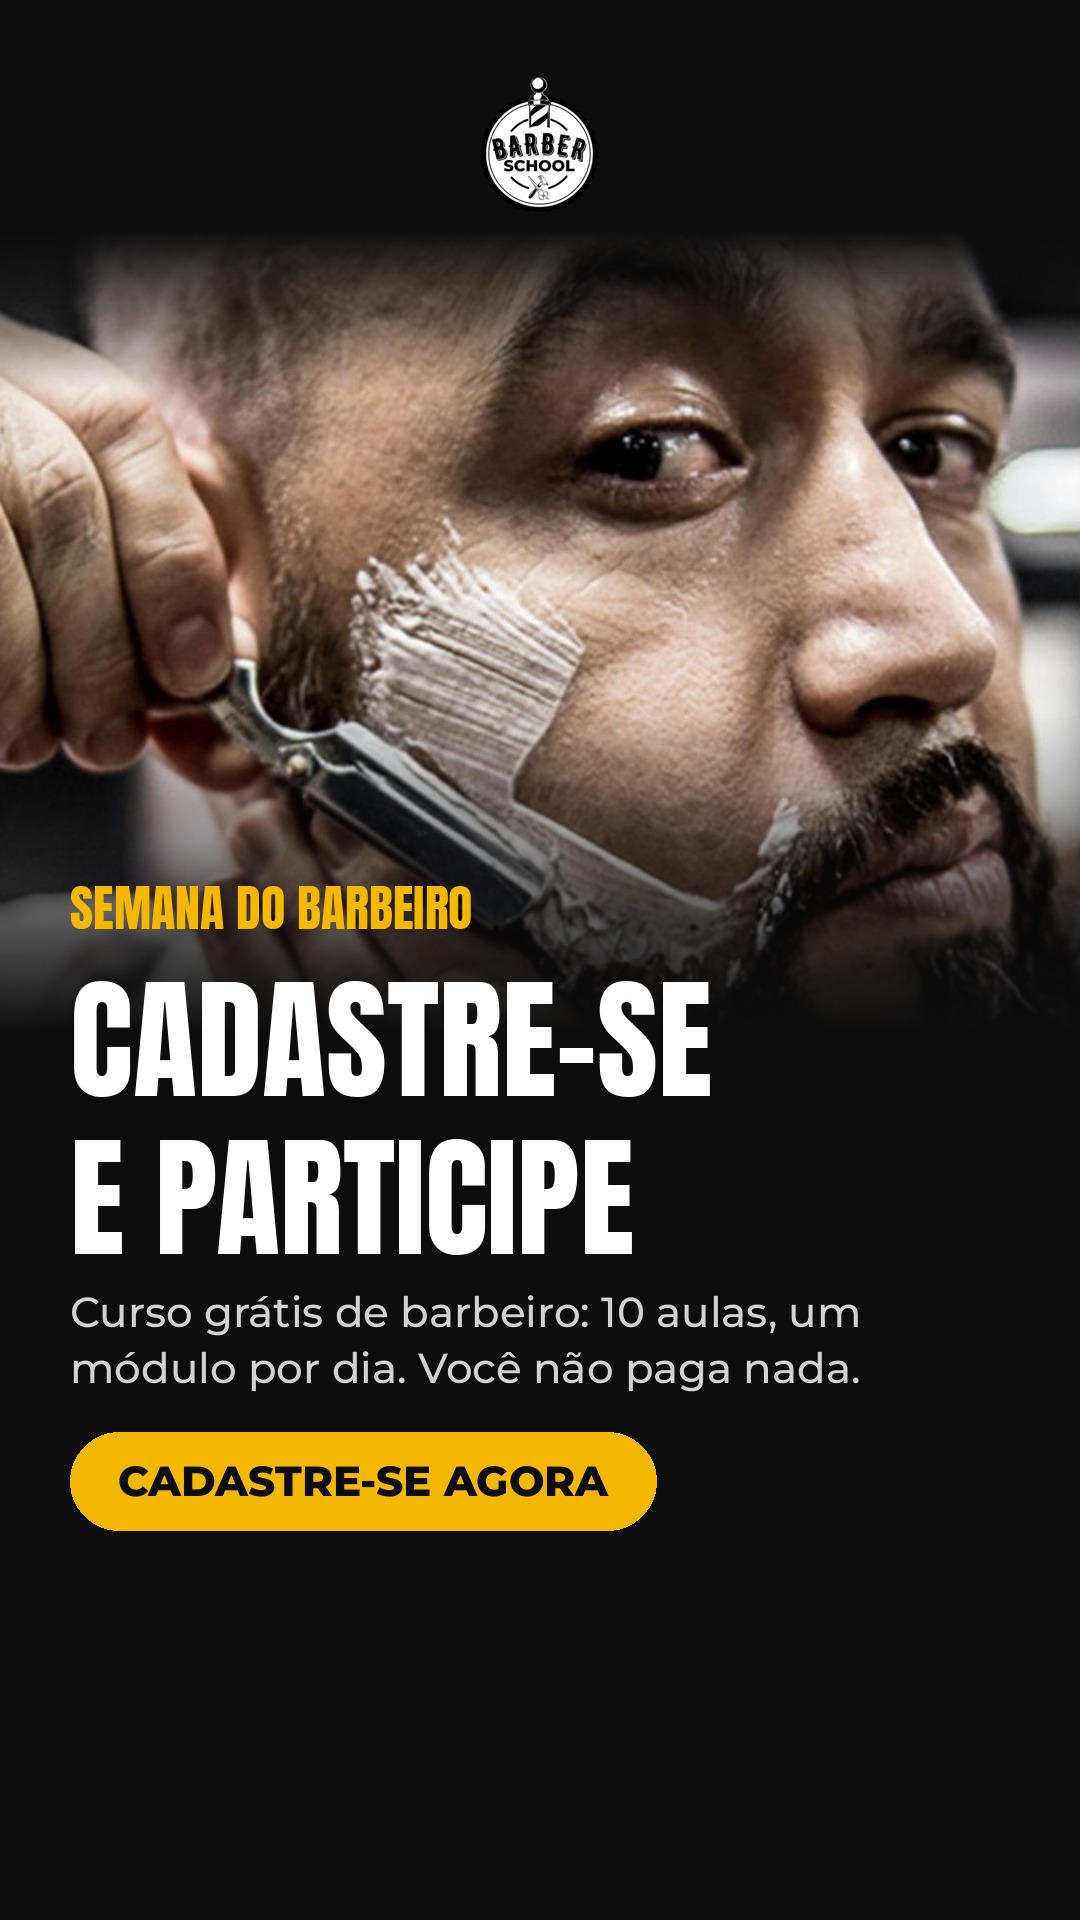 BARBER
SCHOOL
SEMANA DO BARBEIRO
CADASTRE-SE
E PARTICIPE
Curso grátis de barbeiro: 10 aulas, um
módulo por dia. Você não paga nada.
CADASTRE-SE AGORA